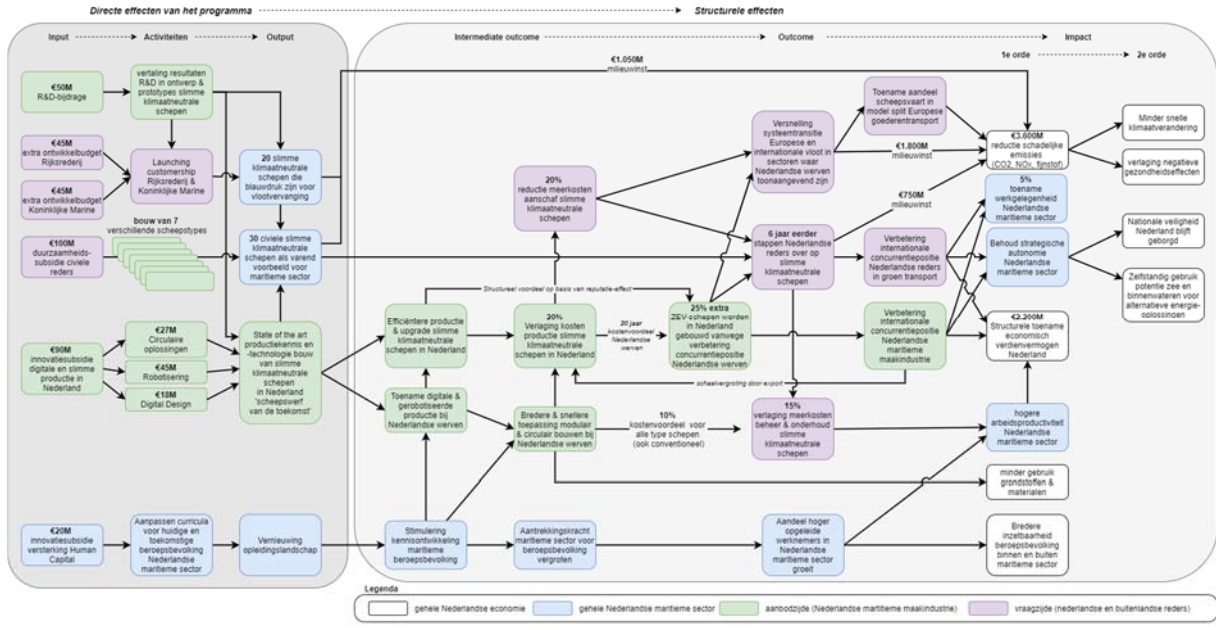 Directe effecten van het programma
Structurele effecten
Input
Activiteiten
Output
Intermediate outcome
Outcome
Impact
1e orde
2e orde
€50M
R&D-bijdrage
vertaling resultaten
R&D in ontwerp &
prototypes slimme
klimaatneutrale
schepen
€45M
extra ontwikkelbudget
Rijksrederij
€45M
extra ontwikkelbudget
Koninklijke Marine
Launching
customership
Rijksrederij &
Koninklijke Marine
20 slimme
klimaatneutrale
schepen die
blauwdruk zijn voor
vlootvervanging
€100M
duurzaamheids-
subsidie civiele
reders
bouw van 7
verschillende scheepstypes
30 civiele slimme
klimaatneutrale
schepen als varend
voorbeeld voor
maritieme sector
€90M
innovatiesubsidie
digitale en slimme
productie in
Nederland
€27M
Circulaire
oplossingen
€45M
Robotisering
€18M
Digital Design
State of the art
productiekennis en
-technologie bouw
van slimme
klimaatneutrale
schepen
in Nederland
'scheepswerf
van de toekomst'
€20M
innovatiesubsidie
versterking Human
Capital
Aanpassen curricula
voor huidige en
toekomstige
beroepsbevolking
Nederlandse
maritieme sector
Vernieuwing
opleidingslandschap
€1.050M
milieuwinst
20%
reductie meerkosten
aanschaf slimme
klimaatneutrale
schepen
Versnelling
systeemtransitie
Europese en
internationale vloot in
sectoren waar
Nederlandse werven
toonaangevend zijn
Toename aandeel
scheepvaart in
model split Europese
goederentransport
€1.800M
milieuwinst
€750M
milieuwinst
€3.600M
reductie schadelijke
emissies
(CO2, NOx, fijnstof)
Minder snelle
klimaatverandering
verlaging negatieve
gezondheidseffecten
6 jaar eerder
stappen Nederlandse
reders over op
slimme
klimaatneutrale
schepen
Verbetering
internationale
concurrentiepositie
Nederlandse reders
in groen transport
5%
toename
werkgelegenheid
Nederlandse
maritieme sector
Behoud strategische
autonomie
Nederlandse
maritieme sector
Nationale veiligheid
Nederland blijft
geborgd
Zelfstandig gebruik
potentie zee en
binnenwateren voor
alternatieve energie-
oplossingen
Structureel voordeel op basis van reputatie-effect
Efficiëntere productie
& upgrade slimme
klimaatneutrale
schepen in Nederland
20%
Verlaging kosten
productie slimme
klimaatneutrale
schepen in Nederland
20 jaar
kostenvoordeel
Nederlandse
werven
25% extra
ZEV-schepen worden
in Nederland
gebouwd vanwege
verbetering
concurrentiepositie
Nederlandse werven
Verbetering
internationale
concurrentiepositie
Nederlandse
maritieme
maakindustrie
€2.200M
Structurele toename
economisch
verdienvermogen
Nederland
schaalvergroting door export
Toename digitale &
gerobotiseerde
productie bij
Nederlandse werven
Bredere & snellere
toepassing modulair
& circulair bouwen bij
Nederlandse werven
10%
kostenvoordeel voor
alle type schepen
(ook conventioneel)
15%
verlaging meerkosten
beheer & onderhoud
slimme
klimaatneutrale
schepen
hogere
arbeidsproductiviteit
Nederlandse
maritieme sector
minder gebruik
grondstoffen &
materialen
Stimulering
kennisontwikkeling
maritieme
beroepsbevolking
Aantrekkingskracht
maritieme sector voor
beroepsbevolking
vergroten
Aandeel hoger
opgeleide
werknemers in
Nederlandse
maritieme sector
groeit
Bredere
inzetbaarheid
beroepsbevolking
binnen en buiten
maritieme sector
Legenda
gehele Nederlandse economie
gehele Nederlandse maritieme sector
aanbodzijde (Nederlandse martitieme maakindustrie)
vraagzijde (nederlandse en buitenlandse reders)